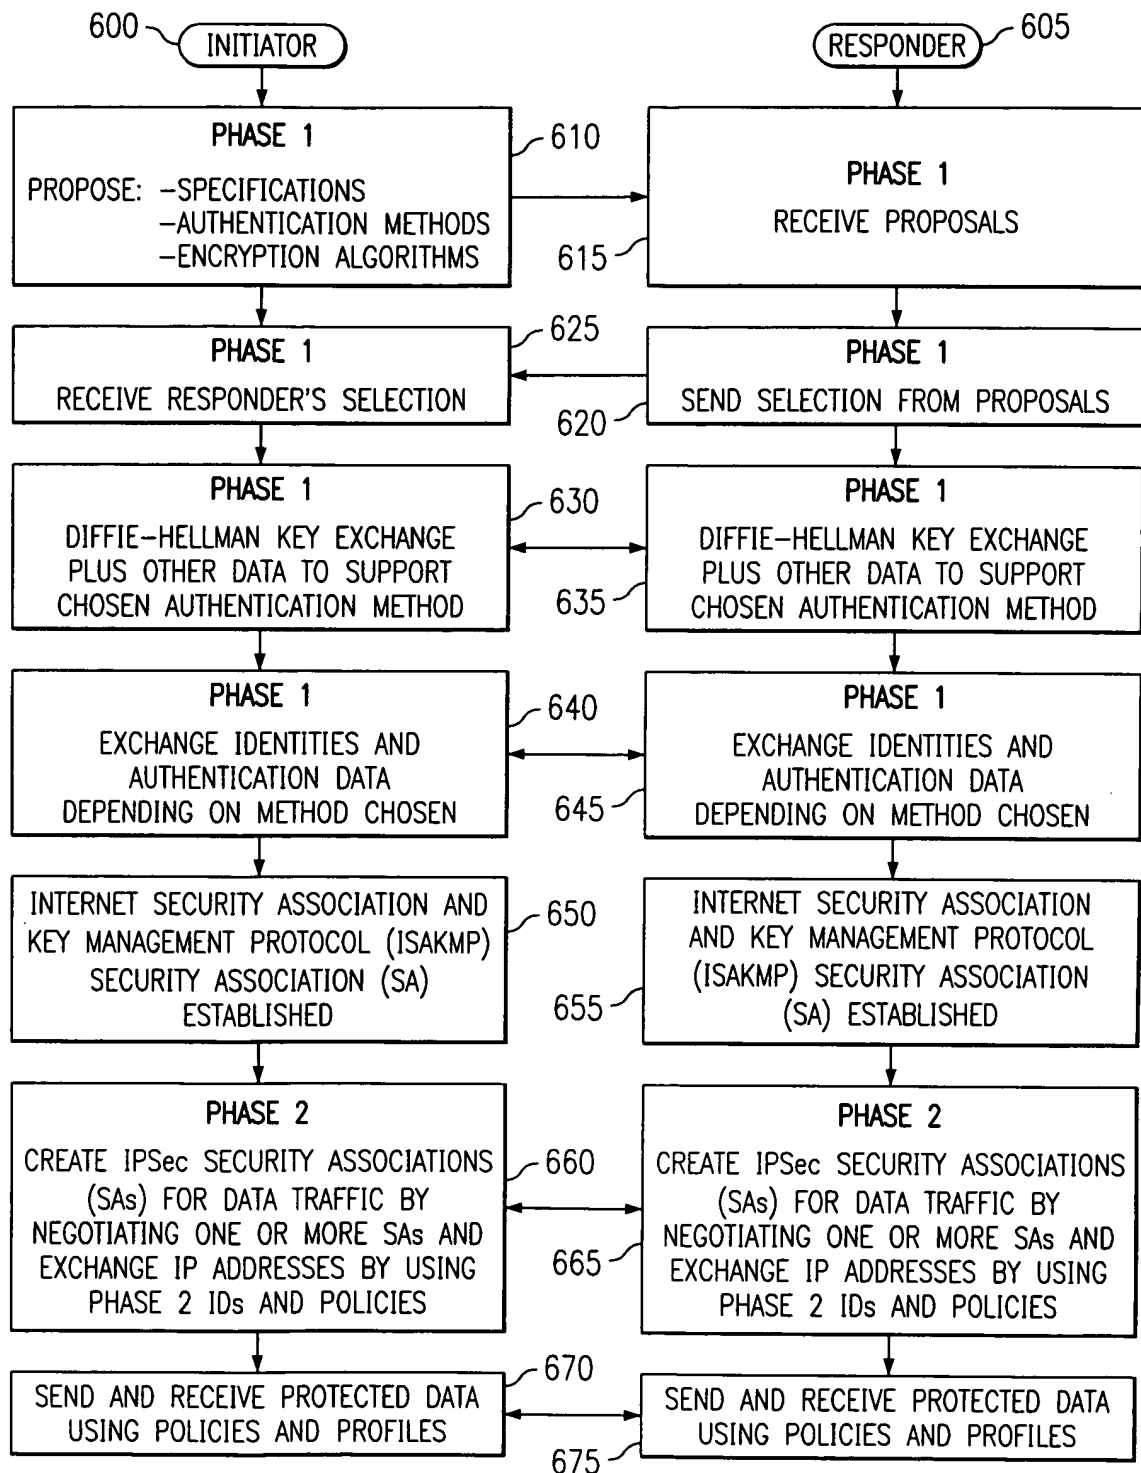 600
INITIATOR
RESPONDER
605
PHASE 1
PROPOSE: -SPECIFICATIONS
-AUTHENTICATION METHODS
-ENCRYPTION ALGORITHMS
610
PHASE 1
RECEIVE PROPOSALS
615
PHASE 1
RECEIVE RESPONDER'S SELECTION
625
PHASE 1
SEND SELECTION FROM PROPOSALS
620
PHASE 1
DIFFIE-HELLMAN KEY EXCHANGE
PLUS OTHER DATA TO SUPPORT
CHOSEN AUTHENTICATION METHOD
630
PHASE 1
DIFFIE-HELLMAN KEY EXCHANGE
PLUS OTHER DATA TO SUPPORT
CHOSEN AUTHENTICATION METHOD
635
PHASE 1
EXCHANGE IDENTITIES AND
AUTHENTICATION DATA
DEPENDING ON METHOD CHOSEN
640
PHASE 1
EXCHANGE IDENTITIES AND
AUTHENTICATION DATA
DEPENDING ON METHOD CHOSEN
645
INTERNET SECURITY ASSOCIATION AND
KEY MANAGEMENT PROTOCOL (ISAKMP)
SECURITY ASSOCIATION (SA)
ESTABLISHED
650
INTERNET SECURITY ASSOCIATION
AND KEY MANAGEMENT PROTOCOL
(ISAKMP) SECURITY ASSOCIATION
(SA) ESTABLISHED
655
PHASE 2
CREATE IPSec SECURITY ASSOCIATIONS
(SAs) FOR DATA TRAFFIC BY
NEGOTIATING ONE OR MORE SAs AND
EXCHANGE IP ADDRESSES BY USING
PHASE 2 IDs AND POLICIES
660
PHASE 2
CREATE IPSec SECURITY ASSOCIATIONS
(SAs) FOR DATA TRAFFIC BY
NEGOTIATING ONE OR MORE SAs AND
EXCHANGE IP ADDRESSES BY USING
PHASE 2 IDs AND POLICIES
665
SEND AND RECEIVE PROTECTED DATA
USING POLICIES AND PROFILES
670
SEND AND RECEIVE PROTECTED DATA
USING POLICIES AND PROFILES
675